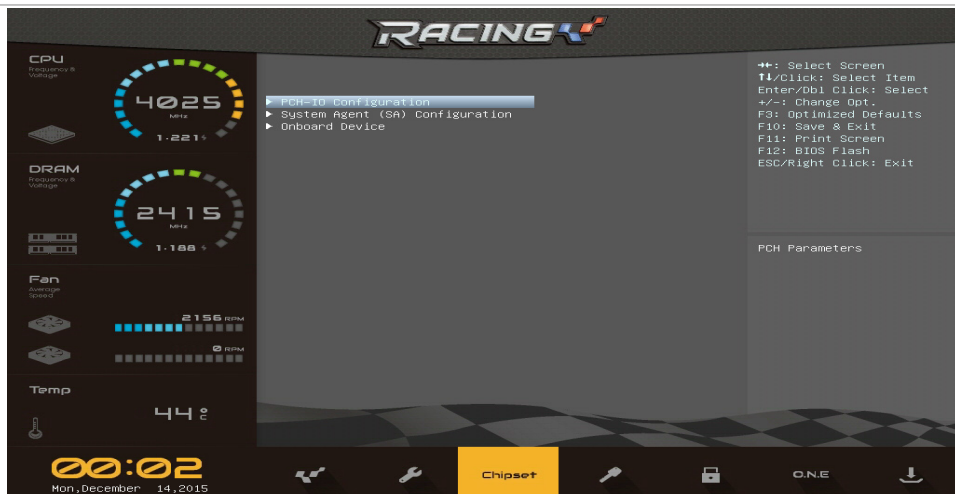 RACING
CPU
Frequency &
Voltage
4025
MHz
1.221
DRAM
Frequency &
Voltage
2415
MHz
1.188
Fan
Average
Speed
2156 RPM
0 RPM
Temp
44 °C
00:02
Mon,December 14,2015
PCH-IO Configuration
System Agent (SA) Configuration
Onboard Device
→←: Select Screen
↑↓/Click: Select Item
Enter/Dbl Click: Select
+/-: Change Opt.
F3: Optimized Defaults
F10: Save & Exit
F11: Print Screen
F12: BIOS Flash
ESC/Right Click: Exit
PCH Parameters
Chipset
O.N.E